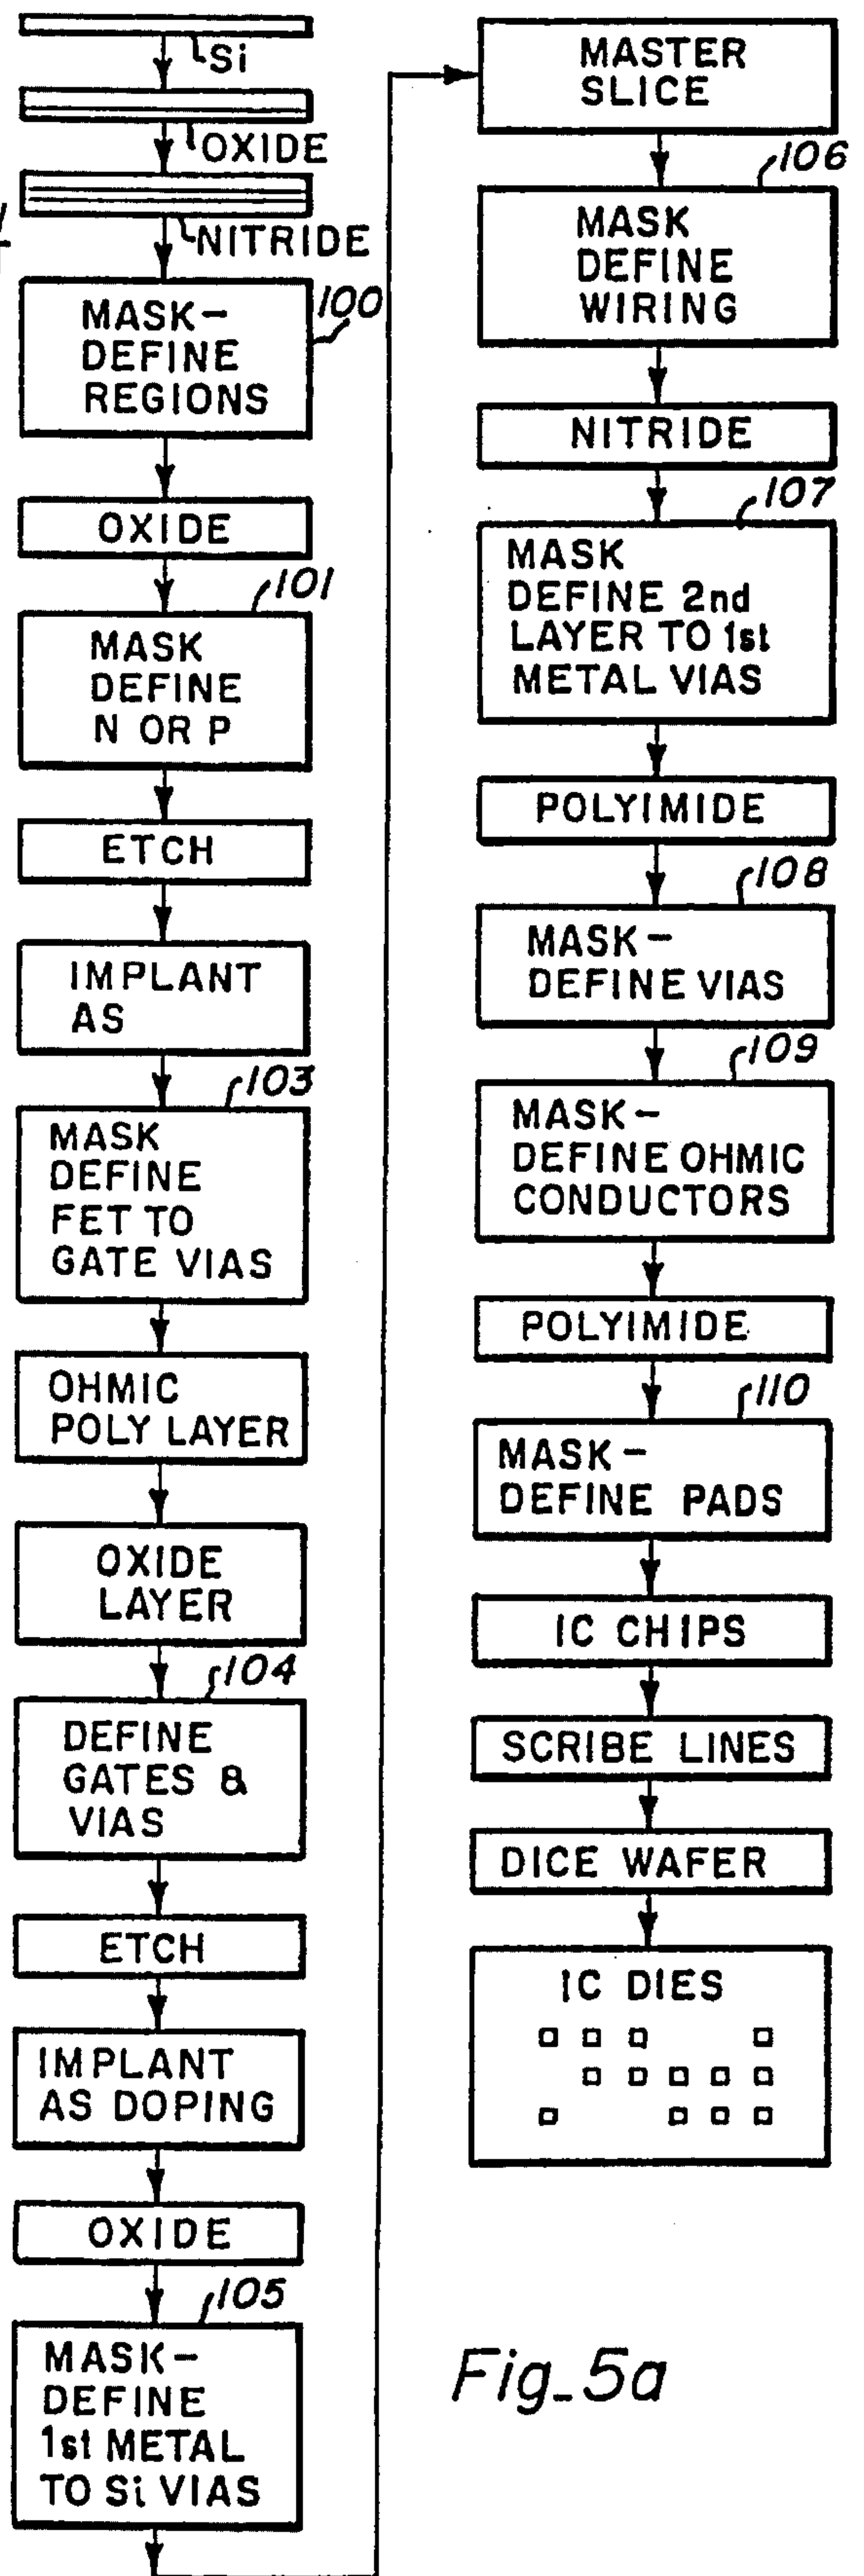 Si
OXIDE
NITRIDE
100
MASK-
DEFINE
REGIONS
OXIDE
101
MASK
DEFINE
N OR P
ETCH
IMPLANT
AS
103
MASK
DEFINE
FET TO
GATE VIAS
OHMIC
POLY LAYER
OXIDE
LAYER
104
DEFINE
GATES &
VIAS
ETCH
IMPLANT
AS DOPING
OXIDE
105
MASK-
DEFINE
1st METAL
TO Si VIAS
MASTER
SLICE
106
MASK
DEFINE
WIRING
NITRIDE
107
MASK
DEFINE 2nd
LAYER TO 1st
METAL VIAS
POLYIMIDE
108
MASK-
DEFINE VIAS
109
MASK-
DEFINE OHMIC
CONDUCTORS
POLYIMIDE
110
MASK-
DEFINE PADS
IC CHIPS
SCRIBE LINES
DICE WAFER
IC DIES
Fig_5a